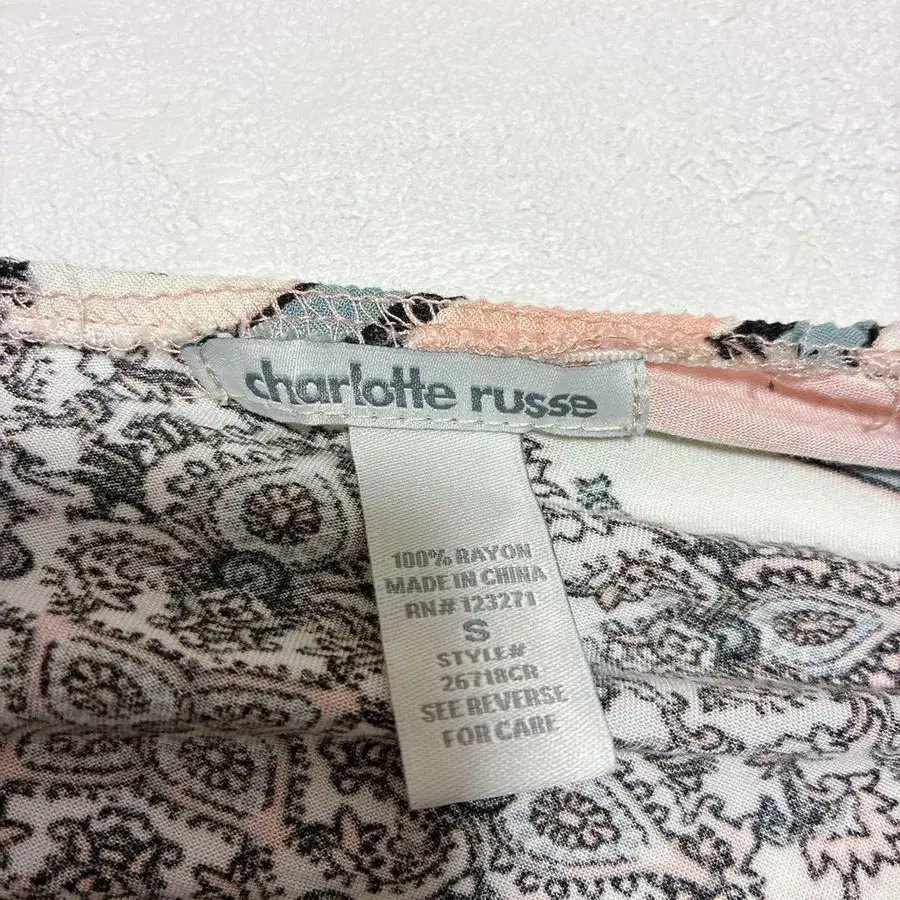 charlotte russe
100% RAYON
MADE IN CHINA
RN# 123271
S
STYLE#
26718CR
SEE REVERSE
FOR CARE